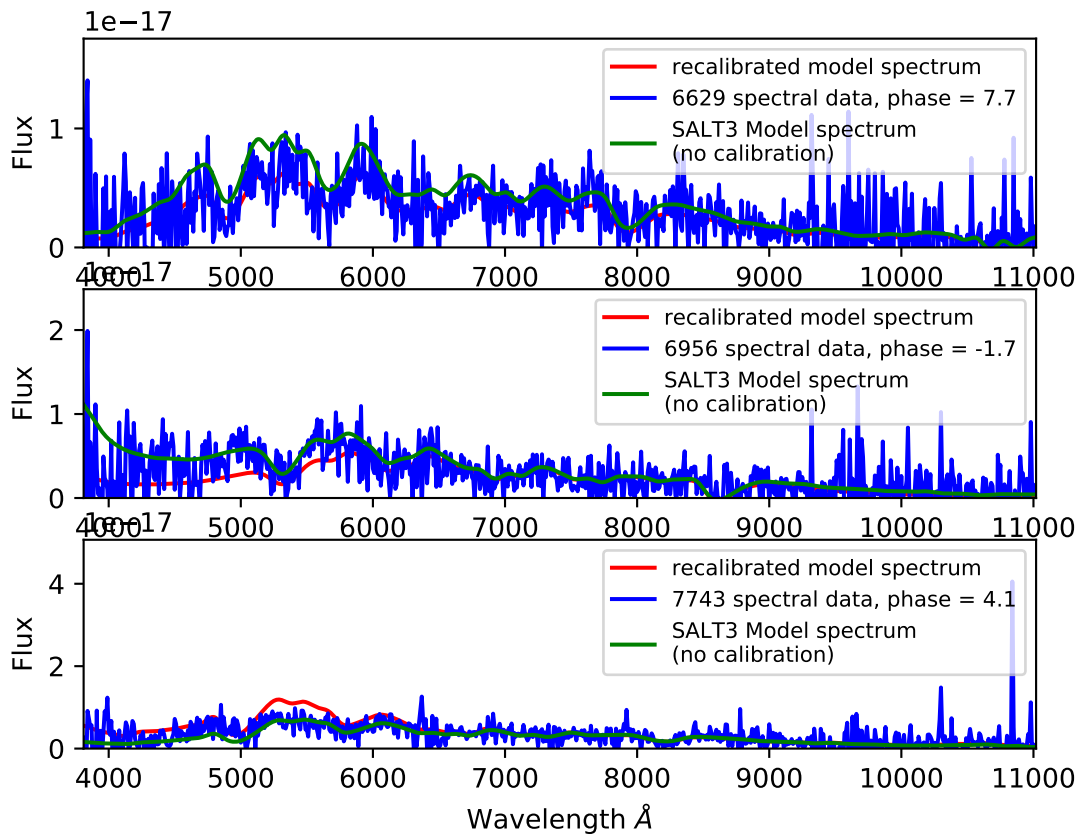 1e−17
Flux
1
0
recalibrated model spectrum
6629 spectral data, phase = 7.7
SALT3 Model spectrum
(no calibration)
4000 5000 6000 7000 8000 9000 10000 11000
1e−17
Flux
2
1
0
recalibrated model spectrum
6956 spectral data, phase = -1.7
SALT3 Model spectrum
(no calibration)
4000 5000 6000 7000 8000 9000 10000 11000
1e−17
Flux
4
2
0
recalibrated model spectrum
7743 spectral data, phase = 4.1
SALT3 Model spectrum
(no calibration)
4000 5000 6000 7000 8000 9000 10000 11000
Wavelength Å